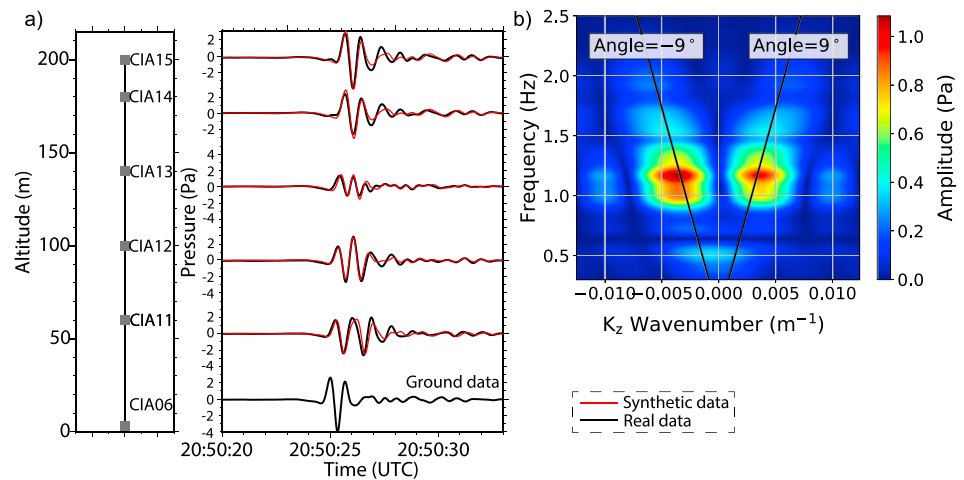 a)
Altitude (m)
200
150
100
50
0
CIA15
CIA14
CIA13
CIA12
CIA11
CIA06
Pressure (Pa)
2
0
-2
2
0
-2
4
2
0
-2
2
0
-2
-4
2
0
-2
-4
2
0
-2
-4
Ground data
20:50:20 20:50:25 20:50:30
Time (UTC)
b)
Frequency (Hz)
2.5
2.0
1.5
1.0
0.5
Angle=−9° Angle=9°
−0.010 −0.005 0.000 0.005 0.010
Kz Wavenumber (m⁻¹)
1.0
0.8
0.6
0.4
0.2
0.0
Amplitude (Pa)
Synthetic data
Real data